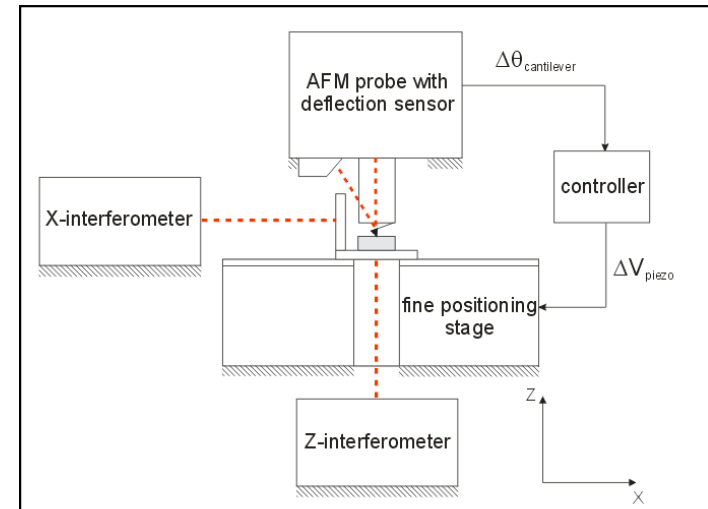 AFM probe with
deflection sensor
Δθcantilever
controller
X-interferometer
ΔVpiezo
fine positioning
stage
Z-interferometer
Z
X